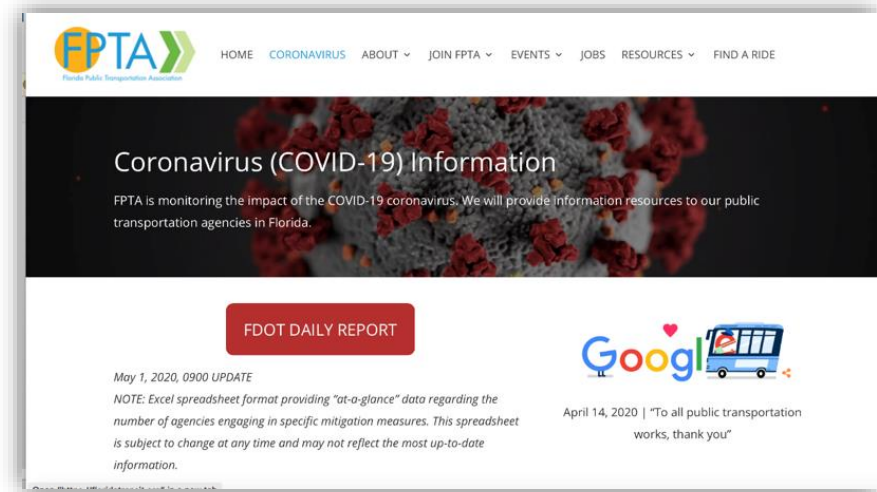 FPTA
Florida Public Transportation Association
HOME CORONAVIRUS ABOUT JOIN FPTA EVENTS JOBS RESOURCES FIND A RIDE
Coronavirus (COVID-19) Information
FPTA is monitoring the impact of the COVID-19 coronavirus. We will provide information resources to our public
transportation agencies in Florida.
FDOT DAILY REPORT
May 1, 2020, 0900 UPDATE
NOTE: Excel spreadsheet format providing "at-a-glance" data regarding the
number of agencies engaging in specific mitigation measures. This spreadsheet
is subject to change at any time and may not reflect the most up-to-date
information.
Google
April 14, 2020 | "To all public transportation
works, thank you"